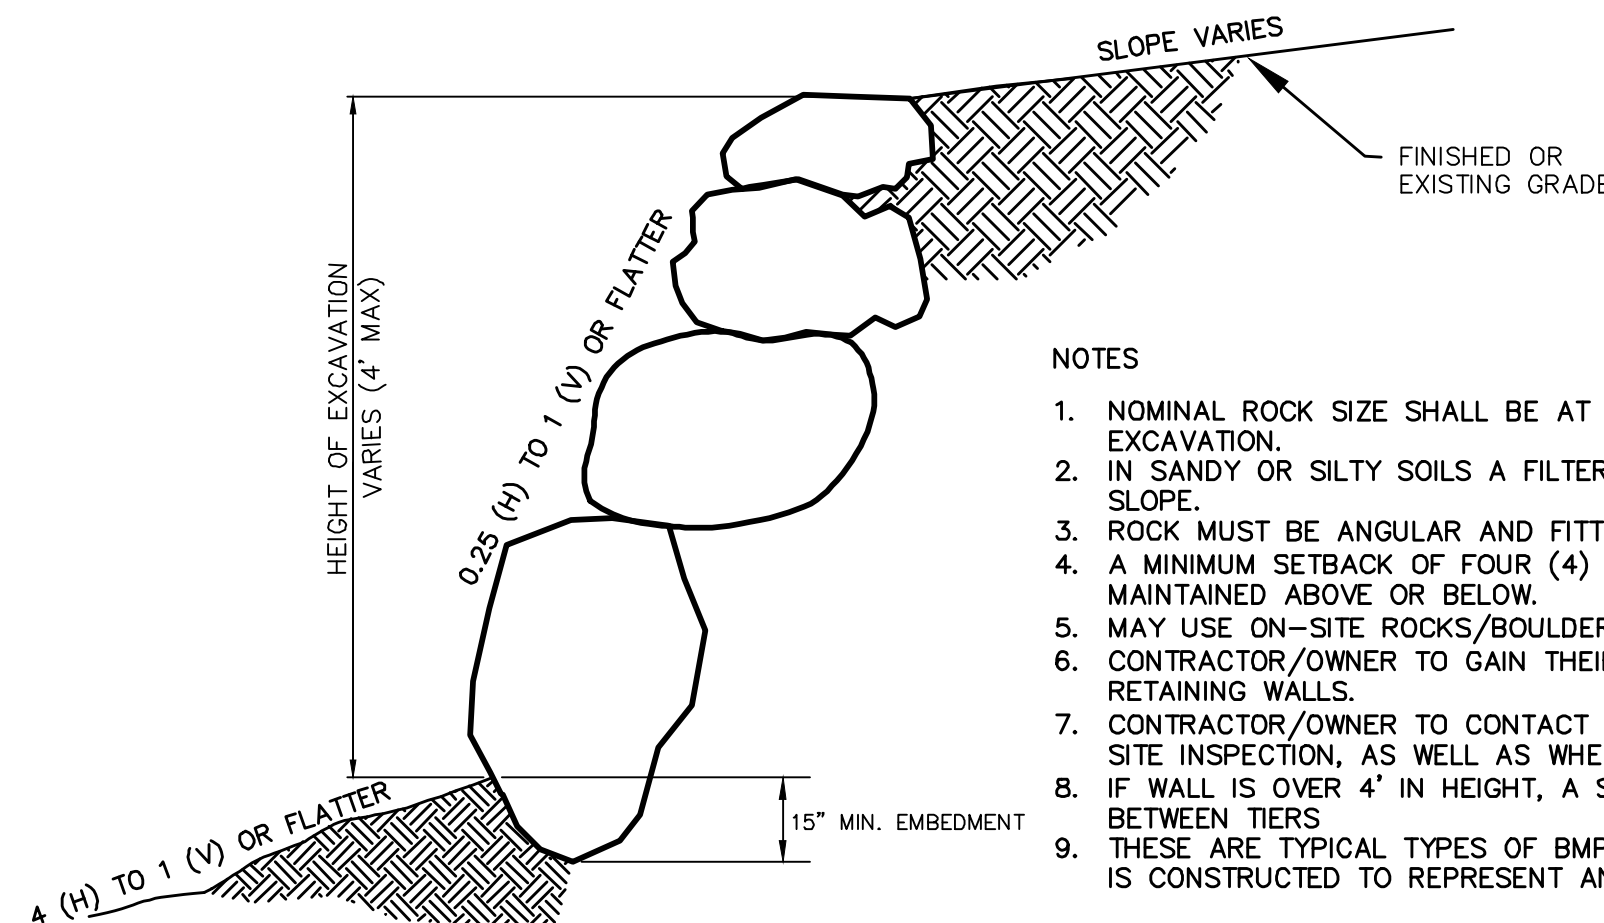 SLOPE VARIES
FINISHED OR
EXISTING GRADE
HEIGHT OF EXCAVATION
VARIES (4' MAX)
0.25 (H) TO 1 (V) OR FLATTER
4 (H) TO 1 (V) OR FLATTER
15" MIN. EMBEDMENT
NOTES
1. NOMINAL ROCK SIZE SHALL BE AT
EXCAVATION.
2. IN SANDY OR SILTY SOILS A FILTER
SLOPE.
3. ROCK MUST BE ANGULAR AND FITT
4. A MINIMUM SETBACK OF FOUR (4)
MAINTAINED ABOVE OR BELOW.
5. MAY USE ON-SITE ROCKS/BOULDER
6. CONTRACTOR/OWNER TO GAIN THEI
RETAINING WALLS.
7. CONTRACTOR/OWNER TO CONTACT
SITE INSPECTION, AS WELL AS WHE
8. IF WALL IS OVER 4' IN HEIGHT, A S
BETWEEN TIERS
9. THESE ARE TYPICAL TYPES OF BMP
IS CONSTRUCTED TO REPRESENT AN